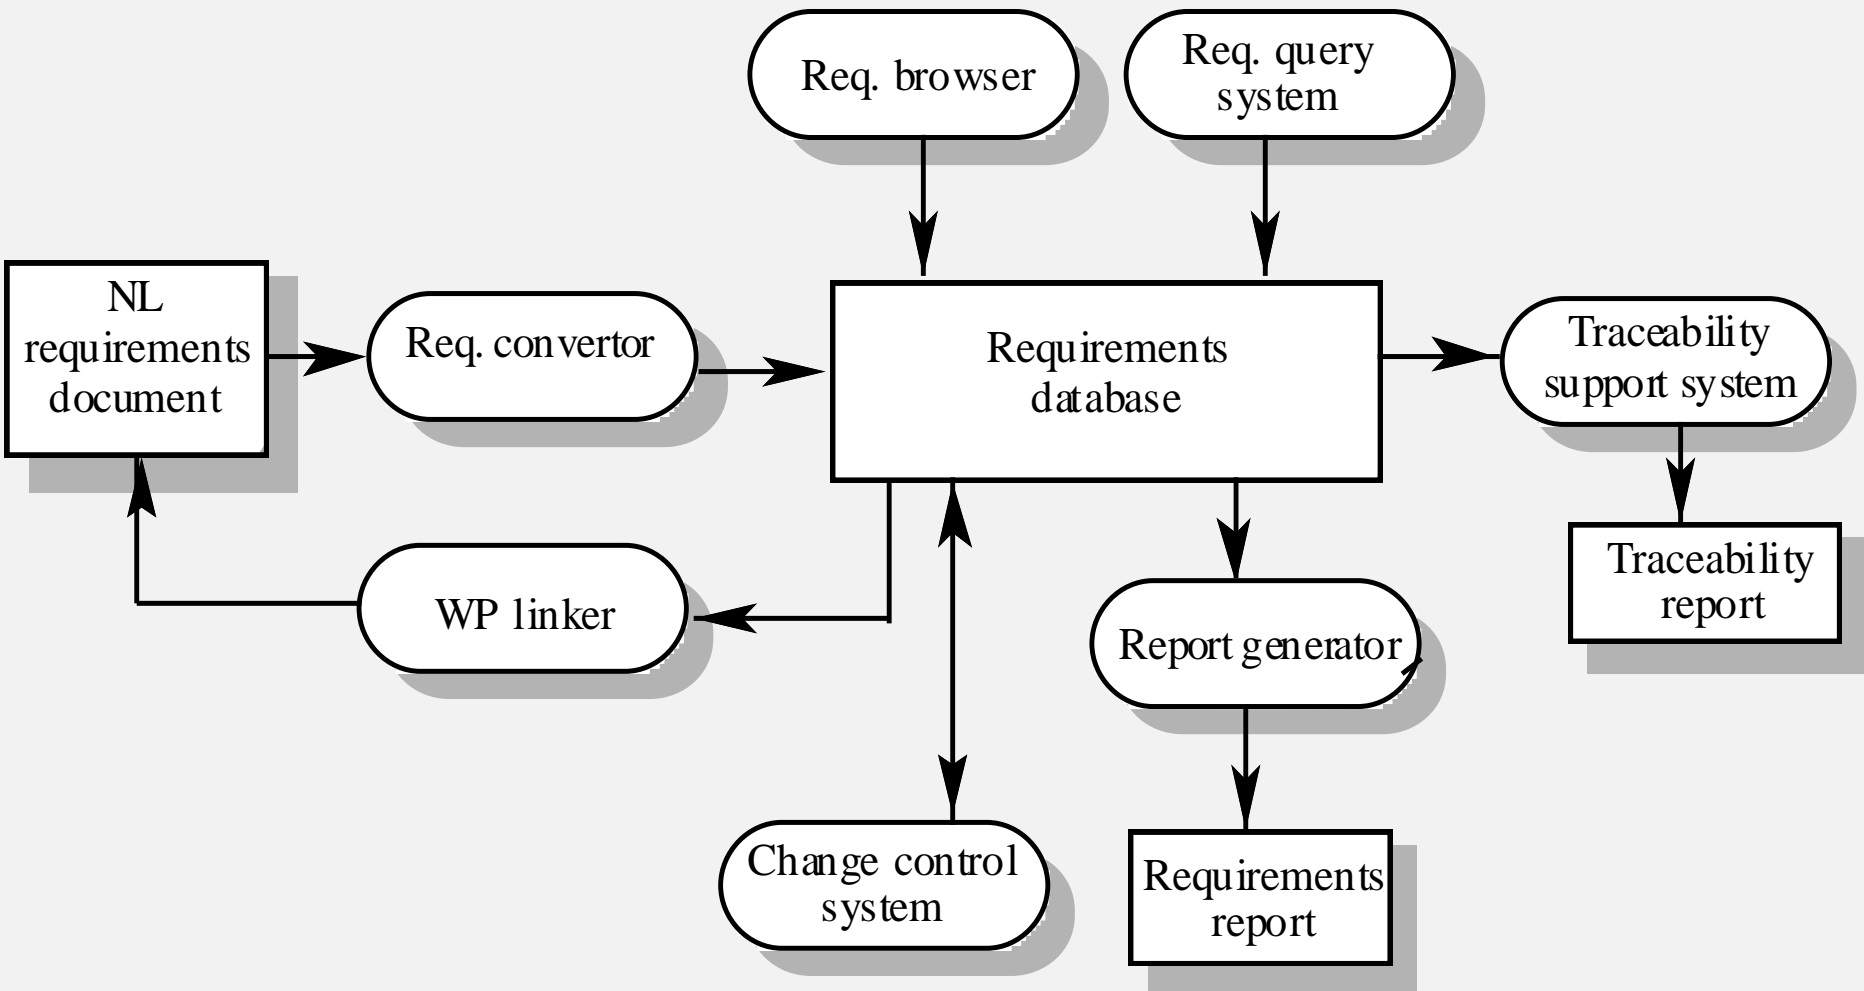 Req. browser
Req. query
system
NL
requirements
document
Req. convertor
Requirements
database
Traceability
support system
Traceability
report
WP linker
Report generator
Change control
system
Requirements
report